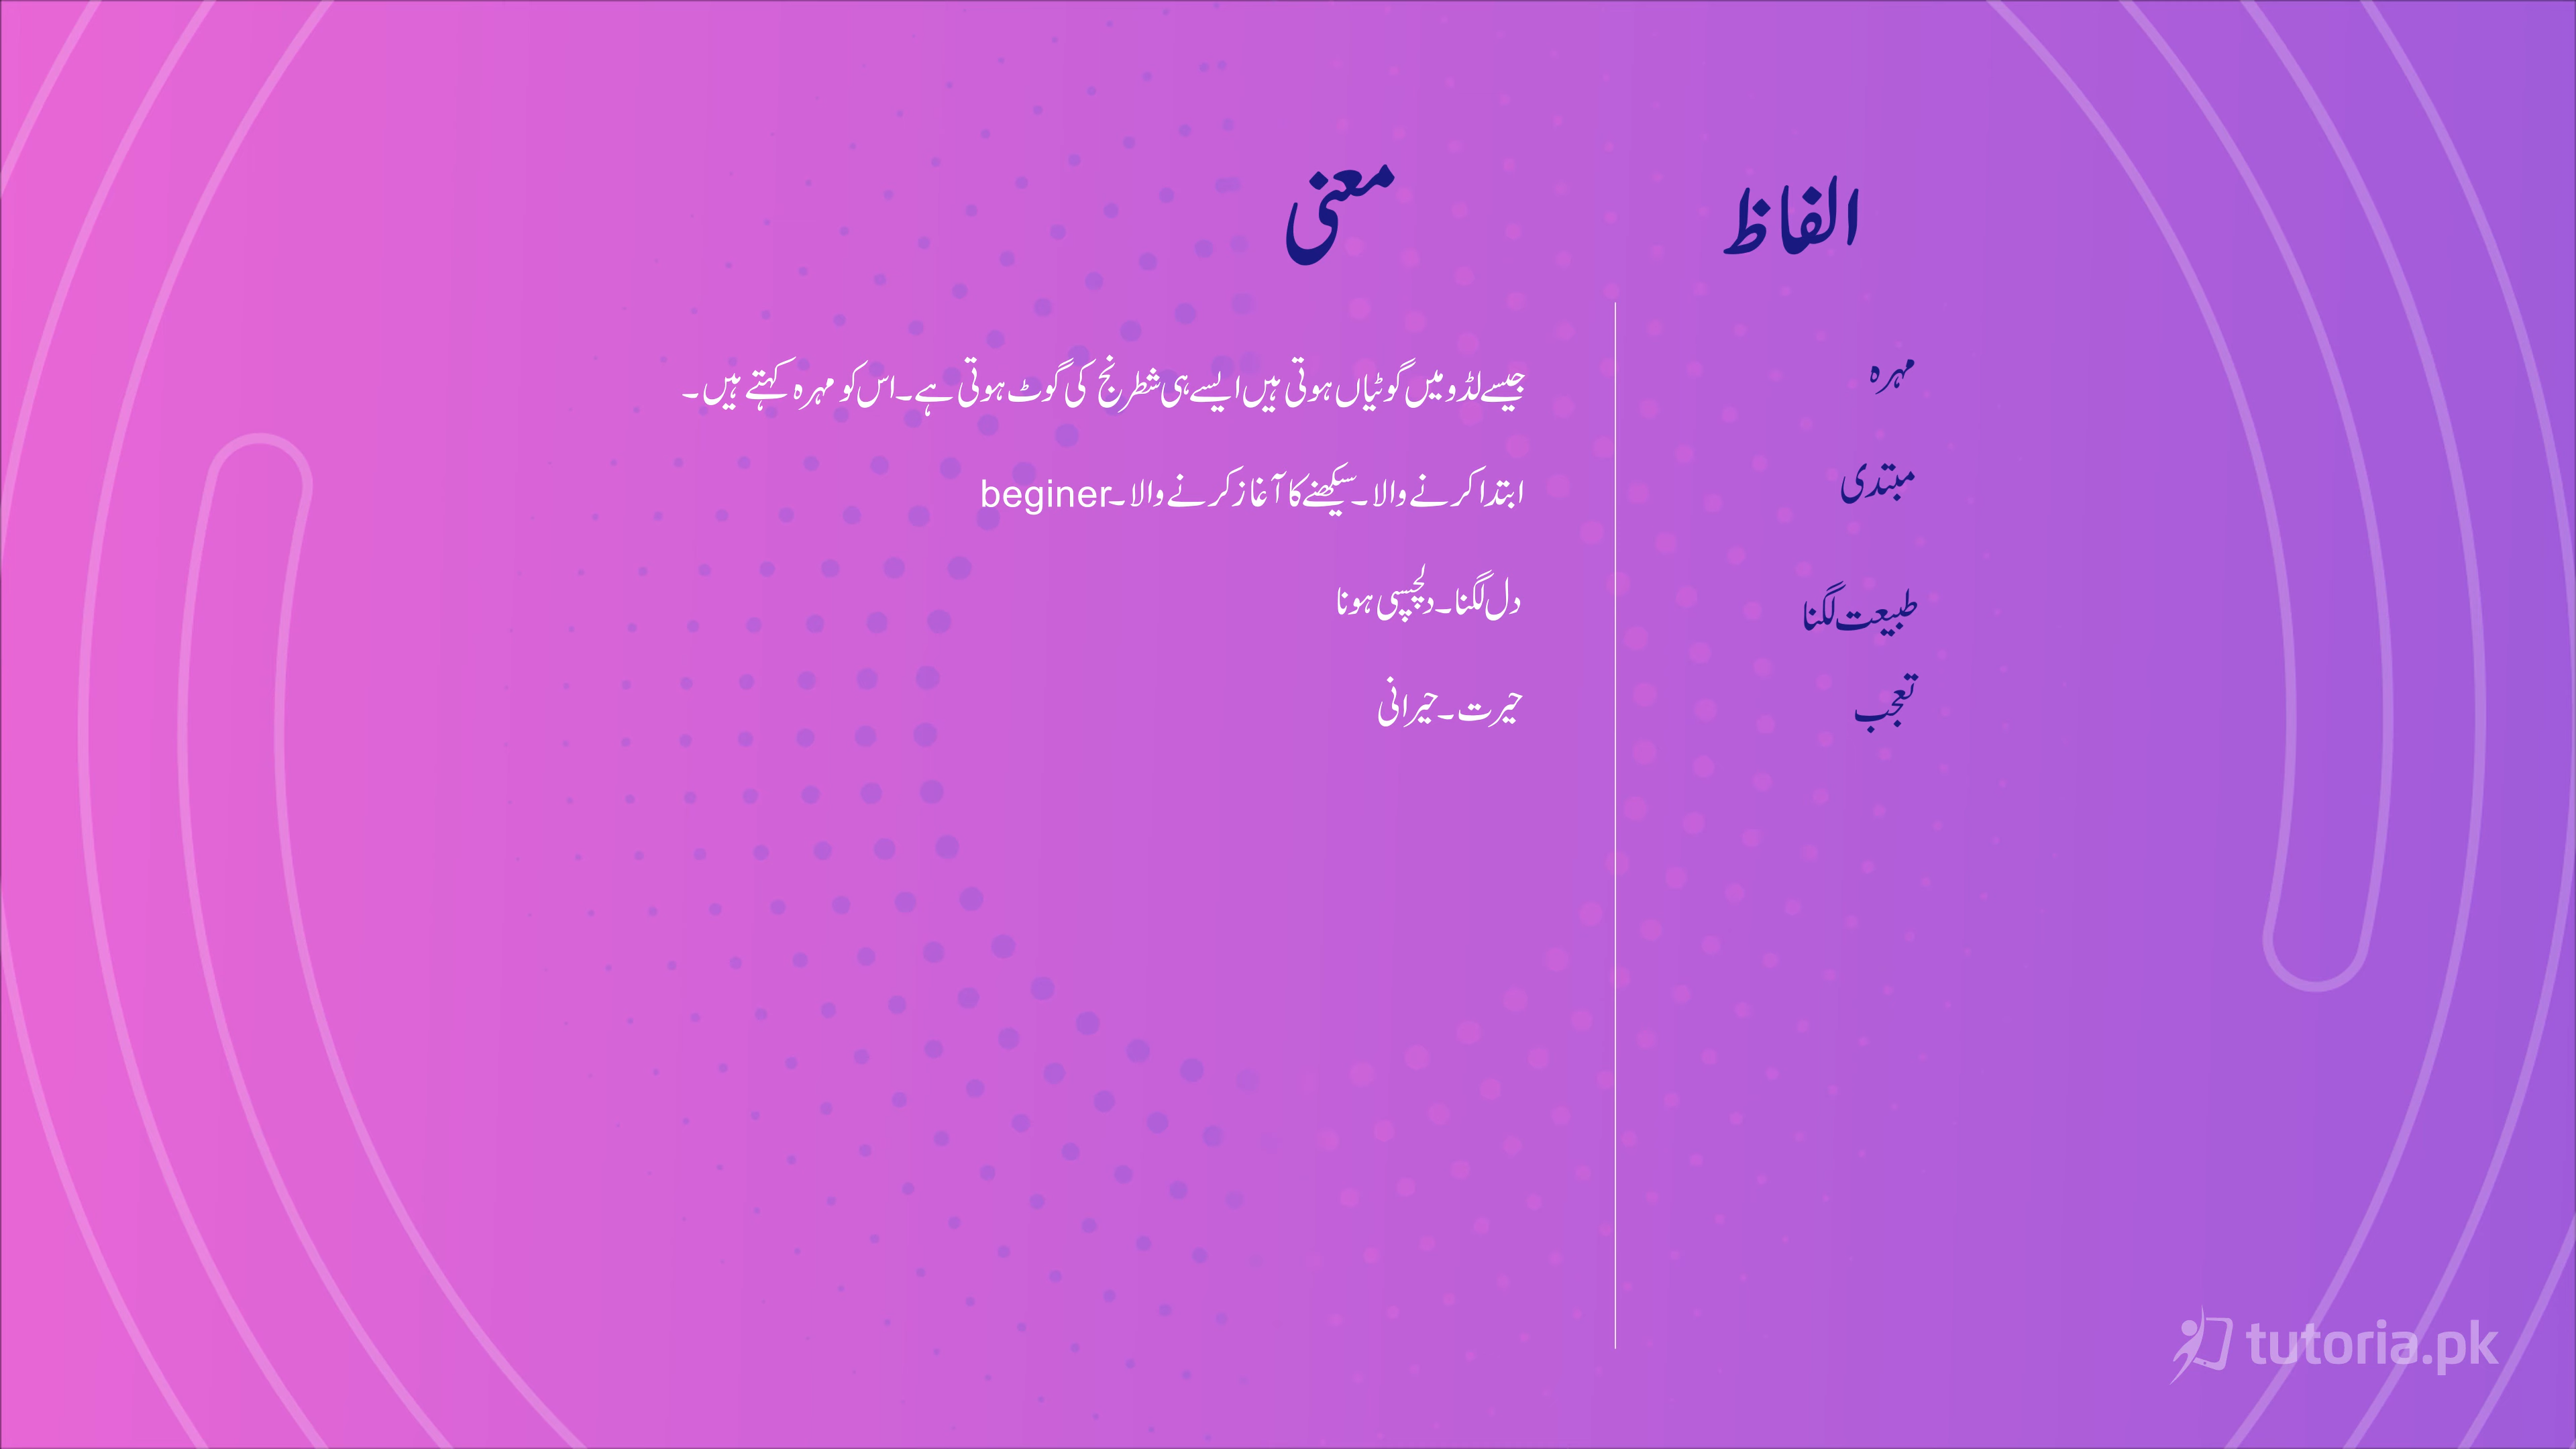 الفاظ معنی
مہرہ جیسے لڈو میں گوٹیاں ہوتی ہیں ایسے ہی شطرنج کی گوٹ ہوتی ہے۔اس کو مہرہ کہتے ہیں۔
مبتدی ابتدا کرنے والا۔سیکھنے کا آغاز کرنے والا۔beginer
طبیعت لگنا دل لگنا۔دلچسپی ہونا
تعجب حیرت۔حیرانی
tutoria.pk